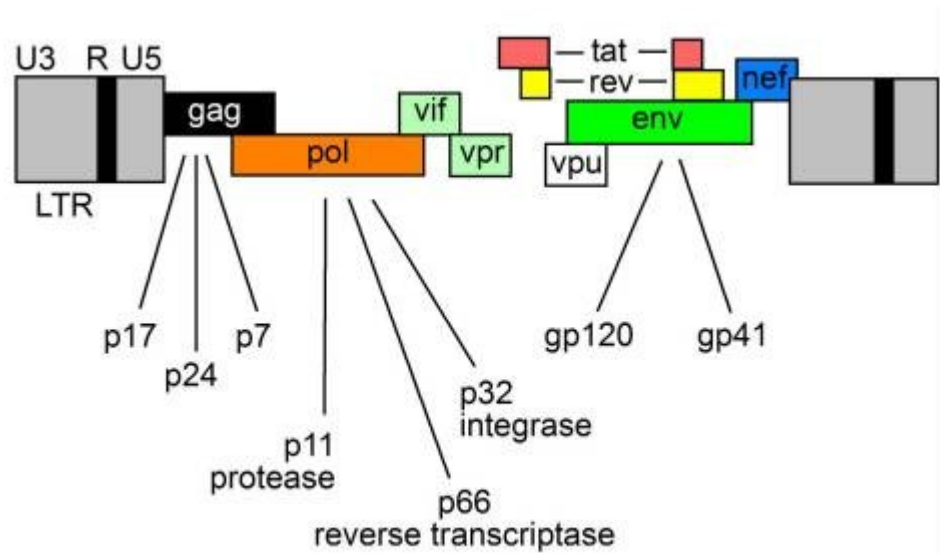 U3 R U5
tat
rev
nef
gag
vif
env
pol
vpr
vpu
LTR
p17
p24
p7
gp120
gp41
p32
integrase
p11
protease
p66
reverse transcriptase